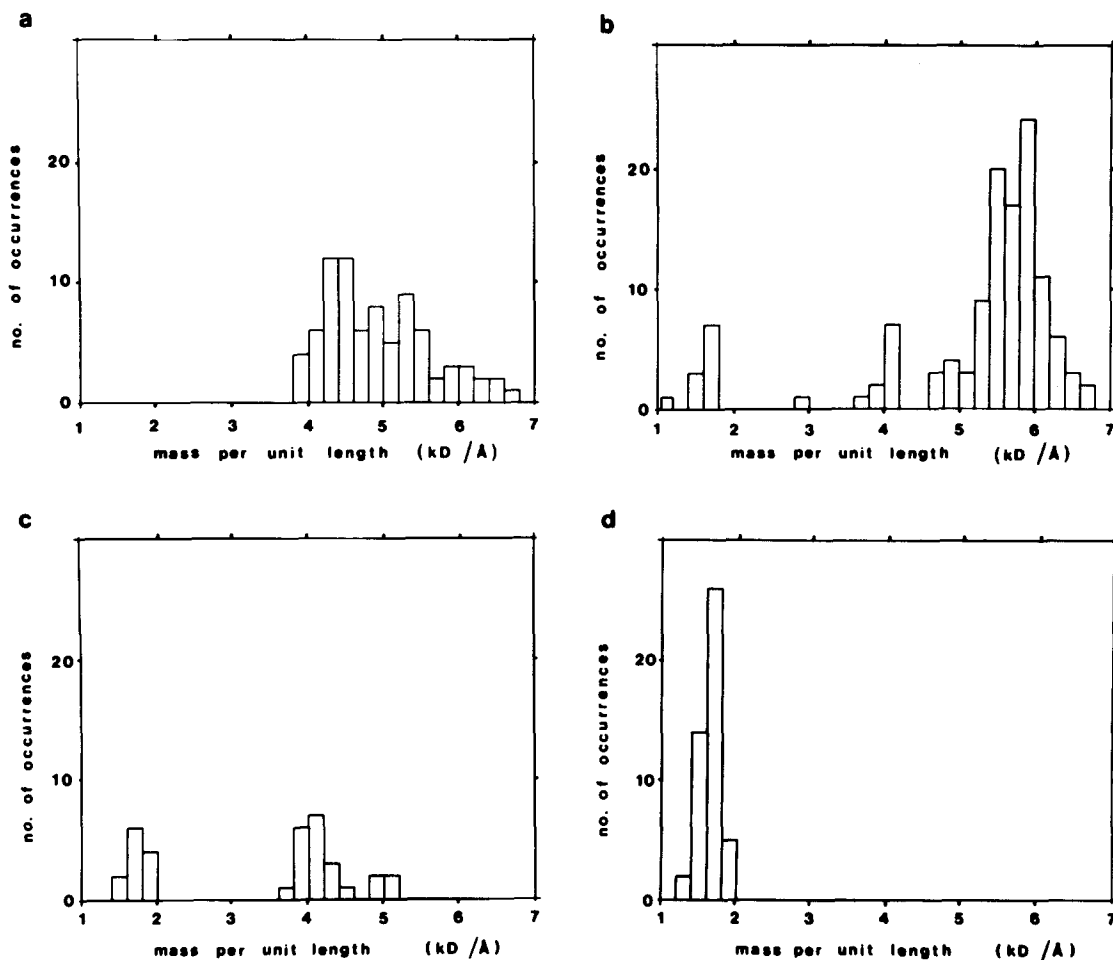 a
no. of occurrences
20
10
0
1 2 3 4 5 6 7
mass per unit length (kD/Å)
b
no. of occurrences
20
10
0
1 2 3 4 5 6 7
mass per unit length (kD/Å)
c
no. of occurrences
20
10
0
1 2 3 4 5 6 7
mass per unit length (kD/Å)
d
no. of occurrences
20
10
0
1 2 3 4 5 6 7
mass per unit length (kD/Å)